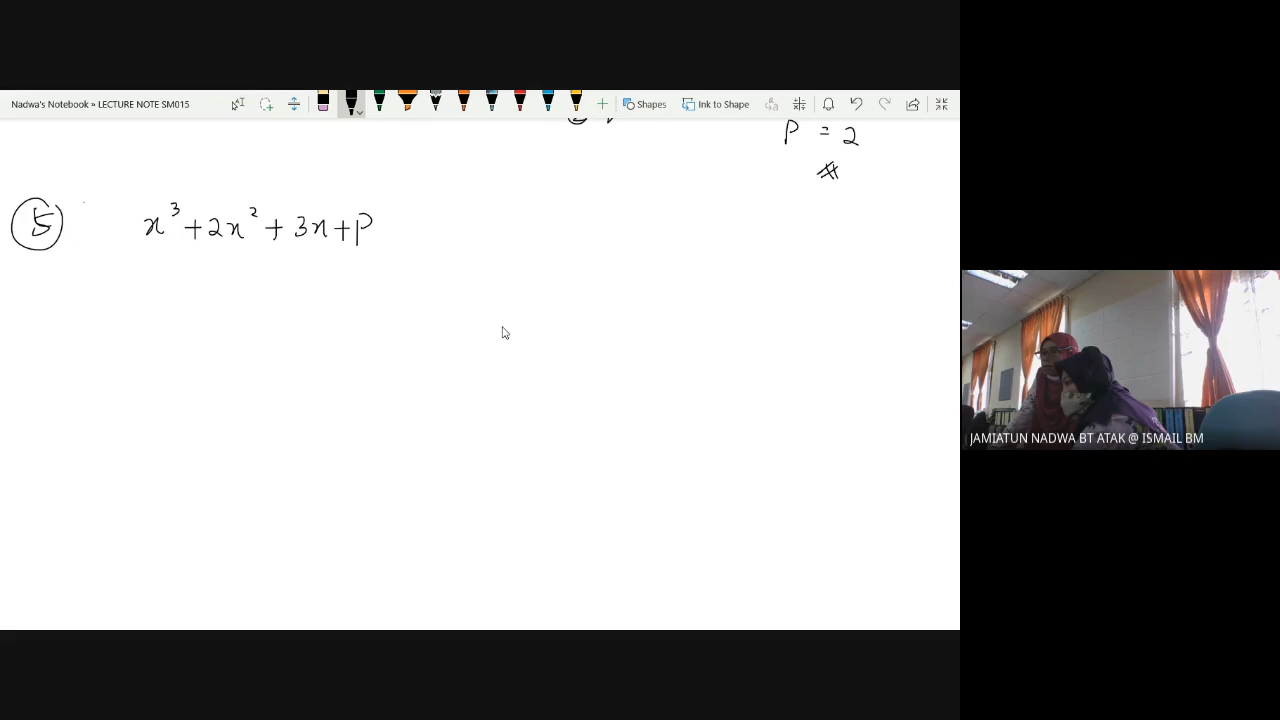 Nadwa's Notebook » LECTURE NOTE SM015
Shapes
Ink to Shape
P = 2
5 x³ + 2x² + 3x + P
JAMIATUN NADWA BT ATAK @ ISMAIL BM